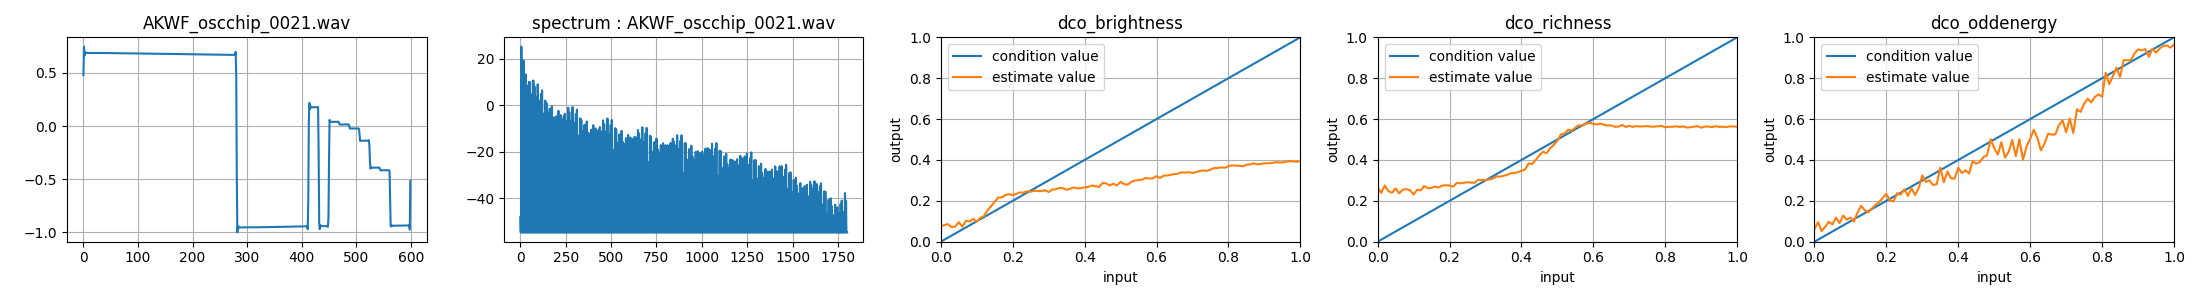 AKWF_oscchip_0021.wav
0.5
0.0
−0.5
−1.0
0
100
200
300
400
500
600
spectrum : AKWF_oscchip_0021.wav
20
0
−20
−40
0
250
500
750
1000
1250
1500
1750
dco_brightness
condition value
estimate value
output
1.0
0.8
0.6
0.4
0.2
0.0
0.0 0.2 0.4 0.6 0.8 1.0
input
dco_richness
condition value
estimate value
output
1.0
0.8
0.6
0.4
0.2
0.0
0.0 0.2 0.4 0.6 0.8 1.0
input
dco_oddenergy
condition value
estimate value
output
1.0
0.8
0.6
0.4
0.2
0.0
0.0 0.2 0.4 0.6 0.8 1.0
input